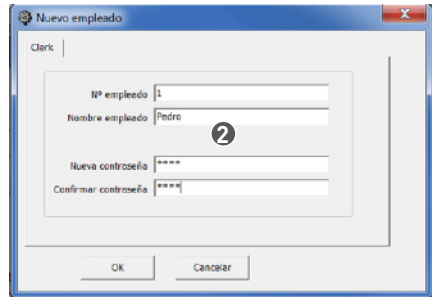 Nuevo empleado
Clerk
Nº empleado 1
Nombre empleado Pedro
2
Nueva contraseña ****
Confirmar contraseña ****
OK Cancelar